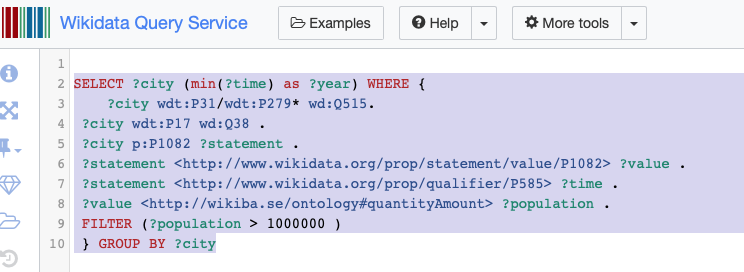 Wikidata Query Service
Examples
Help
More tools
1
2 SELECT ?city (min(?time) as ?year) WHERE {
3 ?city wdt:P31/wdt:P279* wd:Q515.
4 ?city wdt:P17 wd:Q38 .
5 ?city p:P1082 ?statement .
6 ?statement <http://www.wikidata.org/prop/statement/value/P1082> ?value .
7 ?statement <http://www.wikidata.org/prop/qualifier/P585> ?time .
8 ?value <http://wikiba.se/ontology#quantityAmount> ?population .
9 FILTER (?population > 1000000 )
10 } GROUP BY ?city